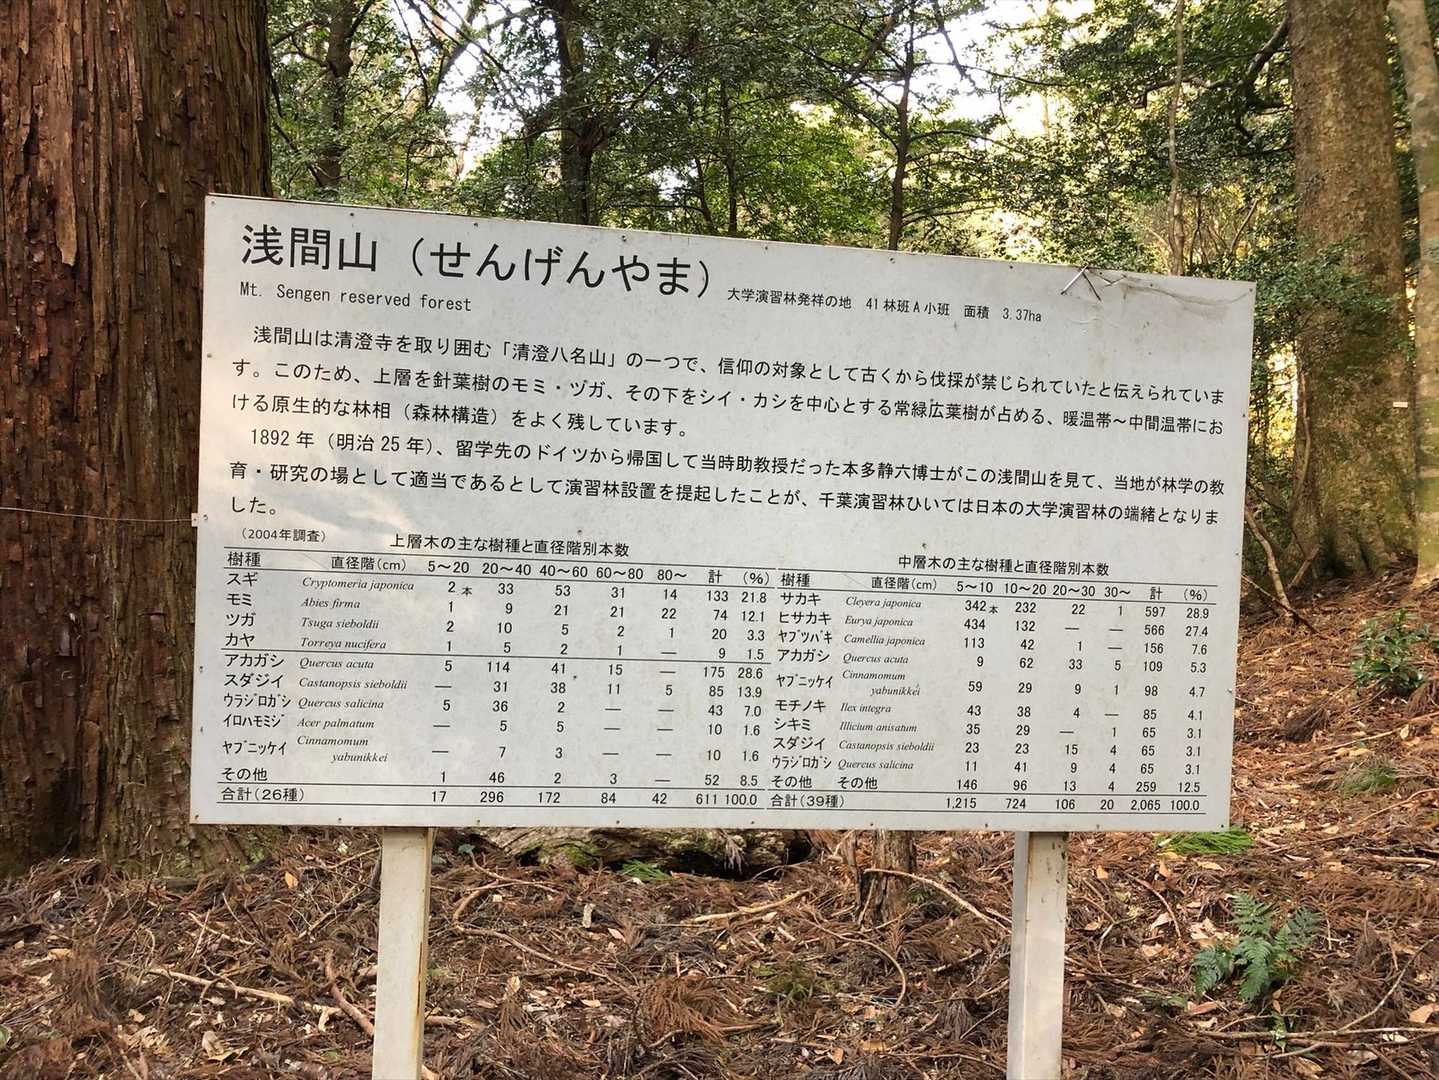 浅間山（せんげんやま）
大学演習林発祥の地 41林班A小班 面積 3.37ha
Mt. Sengen reserved forest
浅間山は清澄寺を取り囲む「清澄八名山」の一つで、信仰の対象として古くから伐採が禁じられていたと伝えられていま
す。このため、上層を針葉樹のモミ・ツガ、その下をシイ・カシを中心とする常緑広葉樹が占める、暖温帯～中間温帯にお
ける原生的な林相（森林構造）をよく残しています。
1892年（明治25年）、留学先のドイツから帰国して当時助教授だった本多静六博士がこの浅間山を見て、当地が林学の教
育・研究の場として適当であるとして演習林設置を提起したことが、千葉演習林ひいては日本の大学演習林の端緒となりま
した。
（2004年調査） 上層木の主な樹種と直径階別本数
樹種 直径階(cm) 5～20 20～40 40～60 60～80 80～ 計 (%)
スギ Cryptomeria japonica 2本 33 53 31 14 133 21.8
モミ Abies firma 1 9 21 21 22 74 12.1
ツガ Tsuga sieboldii 2 10 5 2 1 20 3.3
カヤ Torreya nucifera 1 5 2 1 ― 9 1.5
アカガシ Quercus acuta 5 114 41 15 ― 175 28.6
スダジイ Castanopsis sieboldii ― 31 38 11 5 85 13.9
ウラジロガシ Quercus salicina 5 36 2 ― ― 43 7.0
イロハモミジ Acer palmatum ― 5 5 ― ― 10 1.6
ヤブニッケイ Cinnamomum
yabunikkei ― 7 3 ― ― 10 1.6
その他 1 46 2 3 ― 52 8.5
合計(26種) 17 296 172 84 42 611 100.0
中層木の主な樹種と直径階別本数
樹種 直径階(cm) 5～10 10～20 20～30 30～ 計 (%)
サカキ Cleyera japonica 342本 232 22 1 597 28.9
ヒサカキ Eurya japonica 434 132 ― ― 566 27.4
ヤブツバキ Camellia japonica 113 42 1 ― 156 7.6
アカガシ Quercus acuta 9 62 33 5 109 5.3
ヤブニッケイ Cinnamomum
yabunikkei 59 29 9 1 98 4.7
モチノキ Ilex integra 43 38 4 ― 85 4.1
シキミ Illicium anisatum 35 29 ― 1 65 3.1
スダジイ Castanopsis sieboldii 23 23 15 4 65 3.1
ウラジロガシ Quercus salicina 11 41 9 4 65 3.1
その他 その他 146 96 13 4 259 12.5
合計(39種) 1,215 724 106 20 2,065 100.0